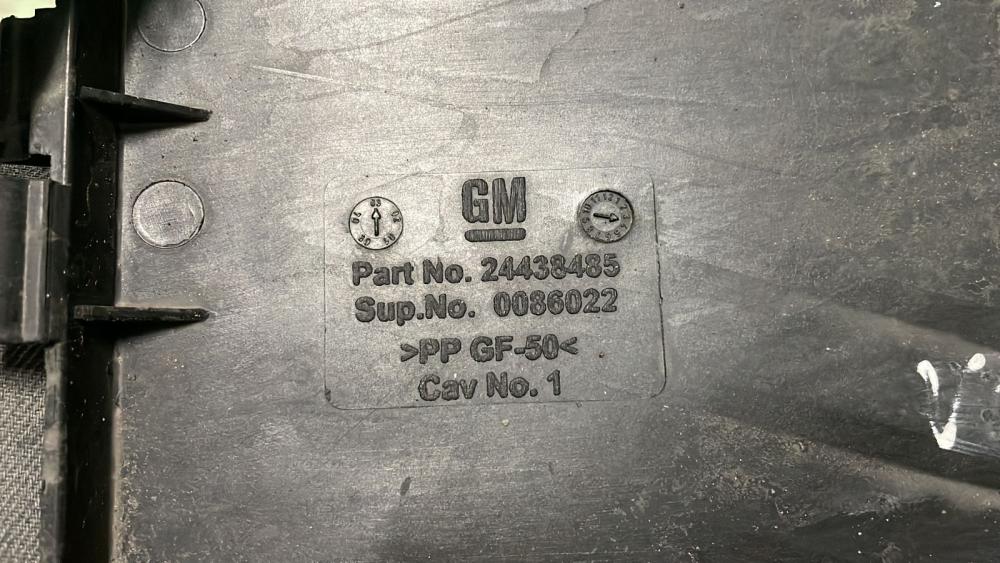 GM
Part No. 24438485
Sup.No. 0086022
>PP GF-50<
Cav No. 1